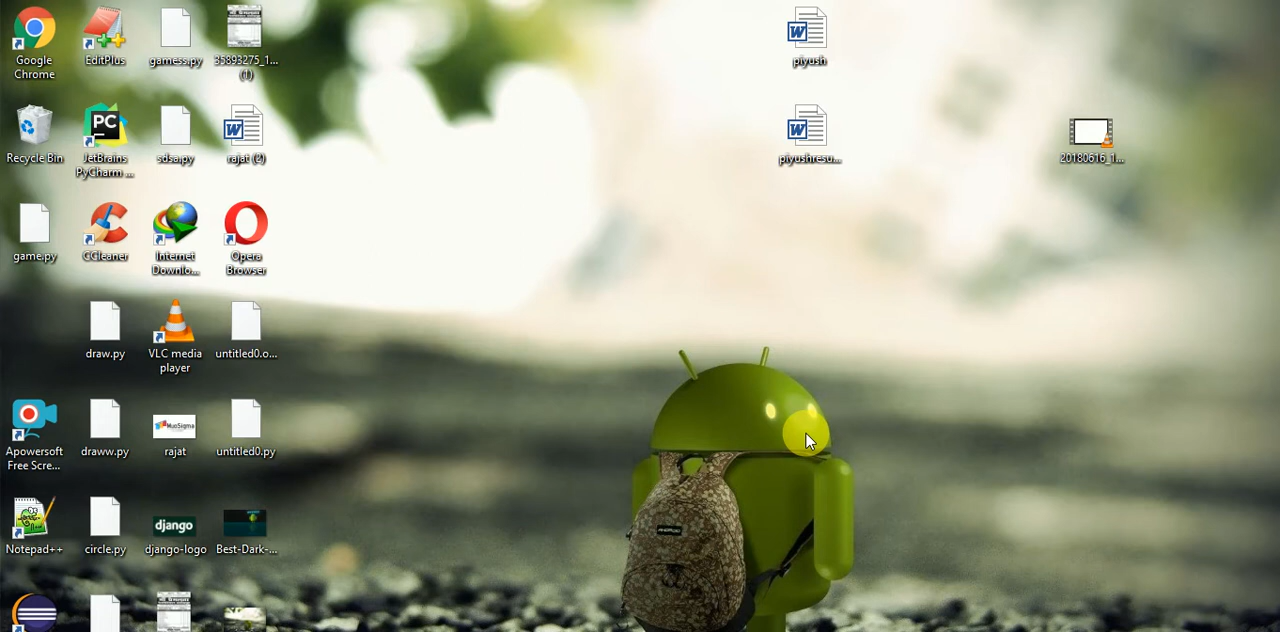 Google
Chrome
EditPlus
gamess.py
35893275_1...
(1)
piyush
Recycle Bin
JetBrains
PyCharm ...
sdsa.py
rajat (2)
piyushresu...
20180616_1...
game.py
CCleaner
Internet
Downlo...
Opera
Browser
draw.py
VLC media
player
untitled0.o...
Apowersoft
Free Scre...
draww.py
MuoSigma
rajat
untitled0.py
Notepad++
circle.py
django
django-logo
Best-Dark-...
ANDROID